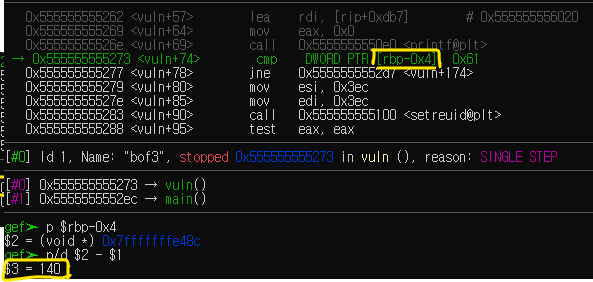 0x555555555262 <vuln+57> lea rdi, [rip+0xdb7] # 0x555555556020
0x555555555269 <vuln+64> mov eax, 0x0
0x55555555526e <vuln+69> call 0x5555555550e0 <printf@plt>
→ 0x555555555273 <vuln+74> cmp DWORD PTR [rbp-0x4], 0x61
0x555555555277 <vuln+78> jne 0x5555555552d7 <vuln+174>
0x555555555279 <vuln+80> mov esi, 0x3ec
0x55555555527e <vuln+85> mov edi, 0x3ec
0x555555555283 <vuln+90> call 0x555555555100 <setreuid@plt>
0x555555555288 <vuln+95> test eax, eax
[#0] Id 1, Name: "bof3", stopped 0x555555555273 in vuln (), reason: SINGLE STEP
[#0] 0x555555555273 → vuln()
[#1] 0x5555555552ec → main()
gef➤ p $rbp-0x4
$2 = (void *) 0x7fffffffe48c
gef➤ p/d $2 - $1
$3 = 140